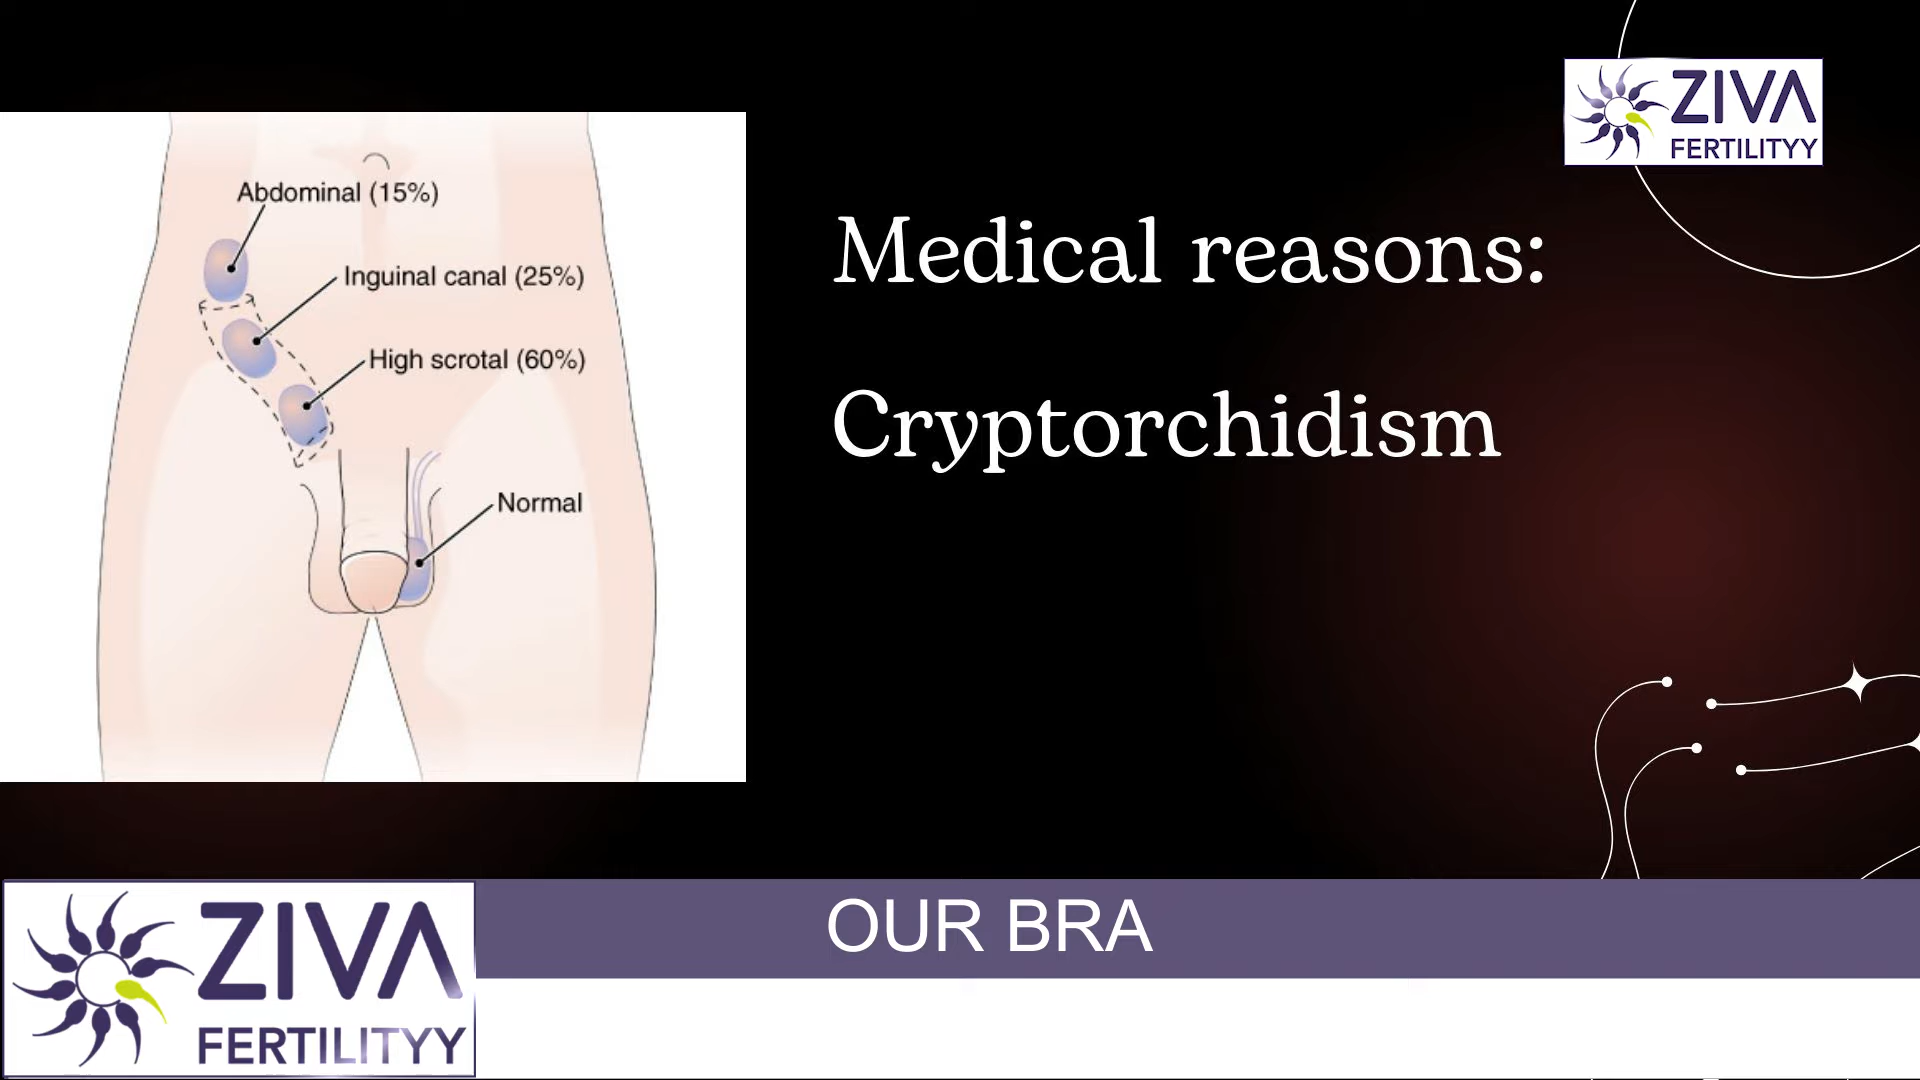 ZIVA
FERTILITYY
Abdominal (15%)
Inguinal canal (25%)
High scrotal (60%)
Normal
Medical reasons:
Cryptorchidism
OUR BRA
ZIVA
FERTILITYY